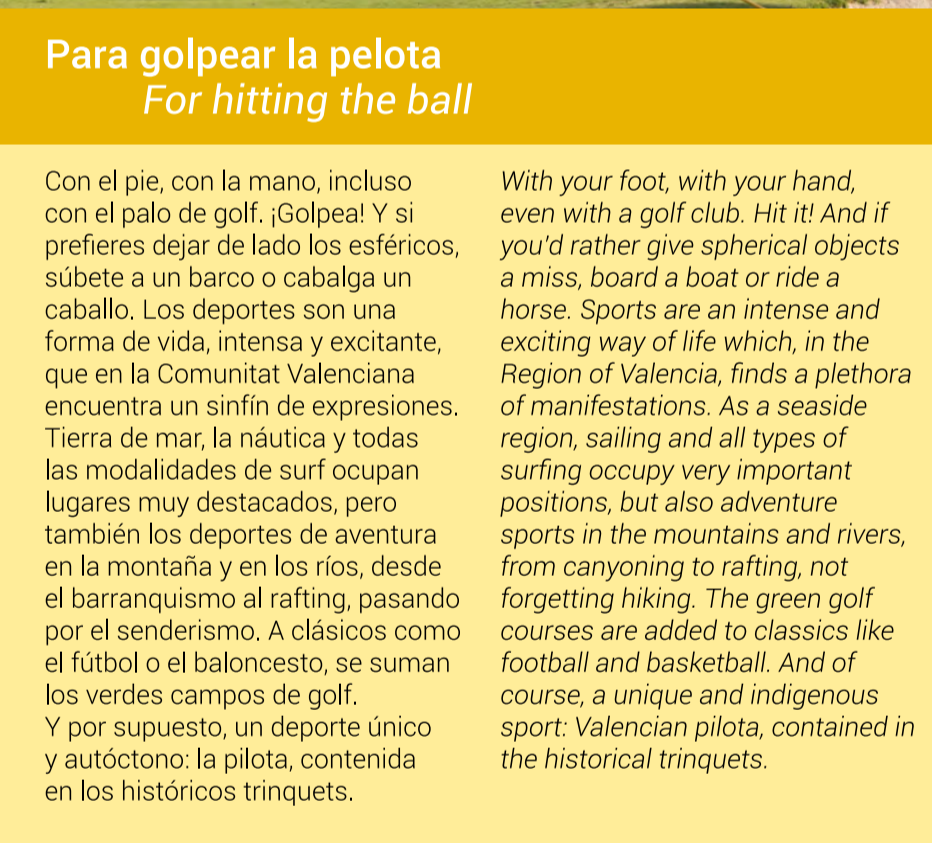 Para golpear la pelota
For hitting the ball
Con el pie, con la mano, incluso
con el palo de golf. ¡Golpea! Y si
prefieres dejar de lado los esféricos,
súbete a un barco o cabalga un
caballo. Los deportes son una
forma de vida, intensa y excitante,
que en la Comunitat Valenciana
encuentra un sinfín de expresiones.
Tierra de mar, la náutica y todas
las modalidades de surf ocupan
lugares muy destacados, pero
también los deportes de aventura
en la montaña y en los ríos, desde
el barranquismo al rafting, pasando
por el senderismo. A clásicos como
el fútbol o el baloncesto, se suman
los verdes campos de golf.
Y por supuesto, un deporte único
y autóctono: la pilota, contenida
en los históricos trinquets.
With your foot, with your hand,
even with a golf club. Hit it! And if
you'd rather give spherical objects
a miss, board a boat or ride a
horse. Sports are an intense and
exciting way of life which, in the
Region of Valencia, finds a plethora
of manifestations. As a seaside
region, sailing and all types of
surfing occupy very important
positions, but also adventure
sports in the mountains and rivers,
from canyoning to rafting, not
forgetting hiking. The green golf
courses are added to classics like
football and basketball. And of
course, a unique and indigenous
sport: Valencian pilota, contained in
the historical trinquets.